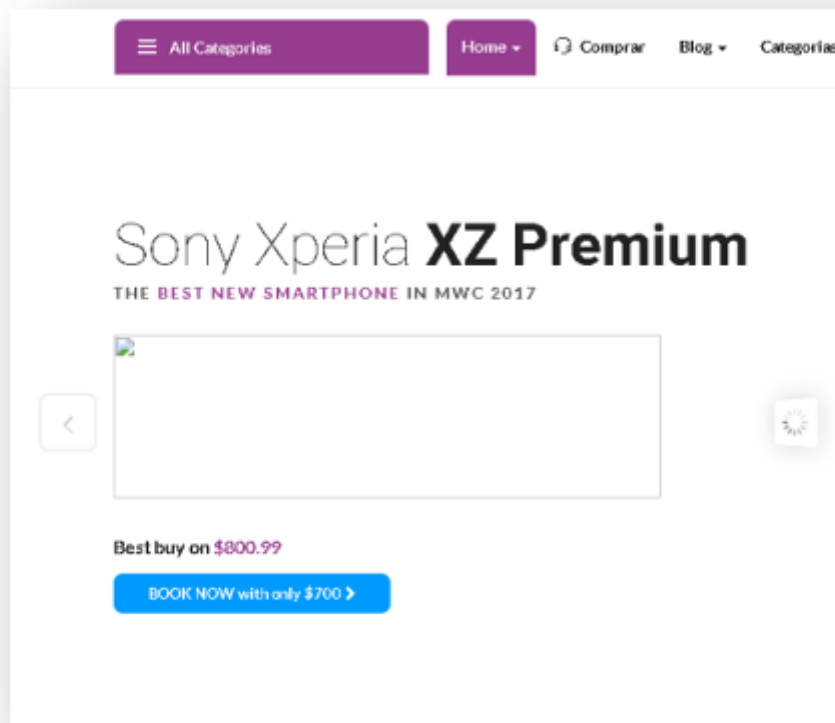 All Categories Home Comprar Blog Categorias
Sony Xperia XZ Premium
THE BEST NEW SMARTPHONE IN MWC 2017
Best buy on $800.99
BOOK NOW with only $700